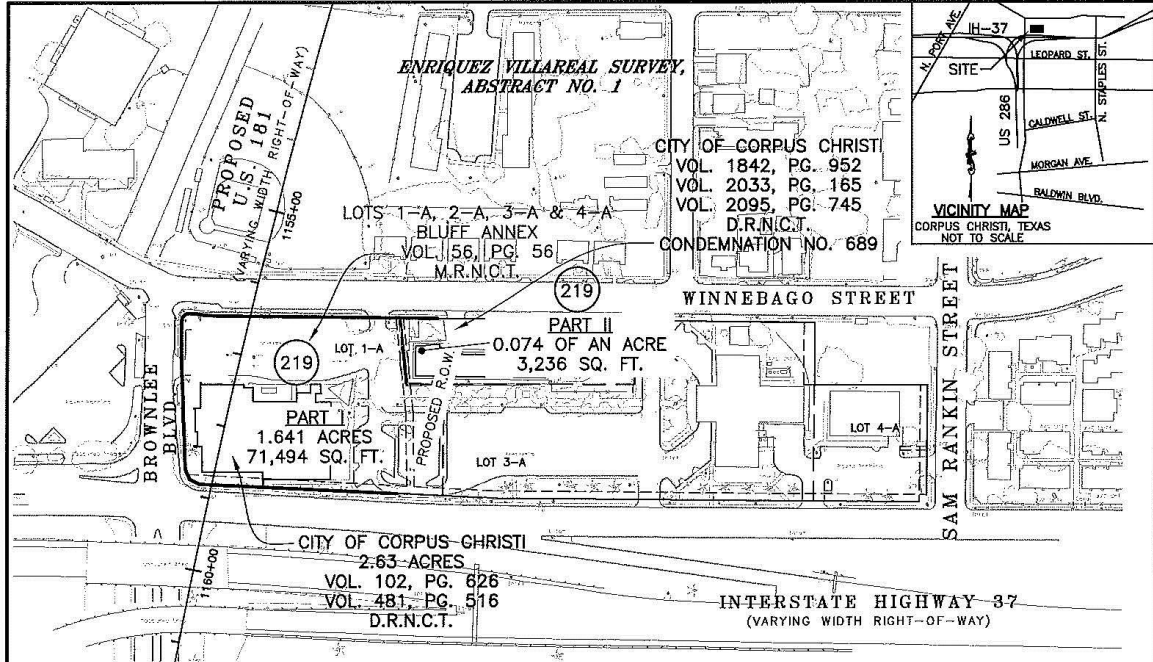 ENRIQUEZ VILLAREAL SURVEY,
ABSTRACT NO. 1
PROPOSED
U.S. 181
(VARYING WIDTH RIGHT-OF-WAY)
1155+00
CITY OF CORPUS CHRISTI
VOL. 1842, PG. 952
VOL. 2033, PG. 165
VOL. 2095, PG. 745
D.R.N.C.T.
CONDEMNATION NO. 689
LOTS 1-A, 2-A, 3-A & 4-A
BLUFF ANNEX
VOL. 56, PG. 56
M.R.N.C.T.
N. PORT AVE.
IH-37
LEOPARD ST.
SITE
N. STAPLES ST.
US 286
CALDWELL ST.
MORGAN AVE.
BALDWIN BLVD.
VICINITY MAP
CORPUS CHRISTI, TEXAS
NOT TO SCALE
219
WINNEBAGO STREET
PART II
0.074 OF AN ACRE
3,236 SQ. FT.
LOT 1-A
219
PART I
1.641 ACRES
71,494 SQ. FT.
PROPOSED R.O.W.
LOT 3-A
LOT 4-A
BROWNLEE
BLVD
SAM RANKIN STREET
CITY OF CORPUS CHRISTI
2.63 ACRES
VOL. 102, PG. 626
VOL. 481, PG. 516
D.R.N.C.T.
1160+00
INTERSTATE HIGHWAY 37
(VARYING WIDTH RIGHT-OF-WAY)